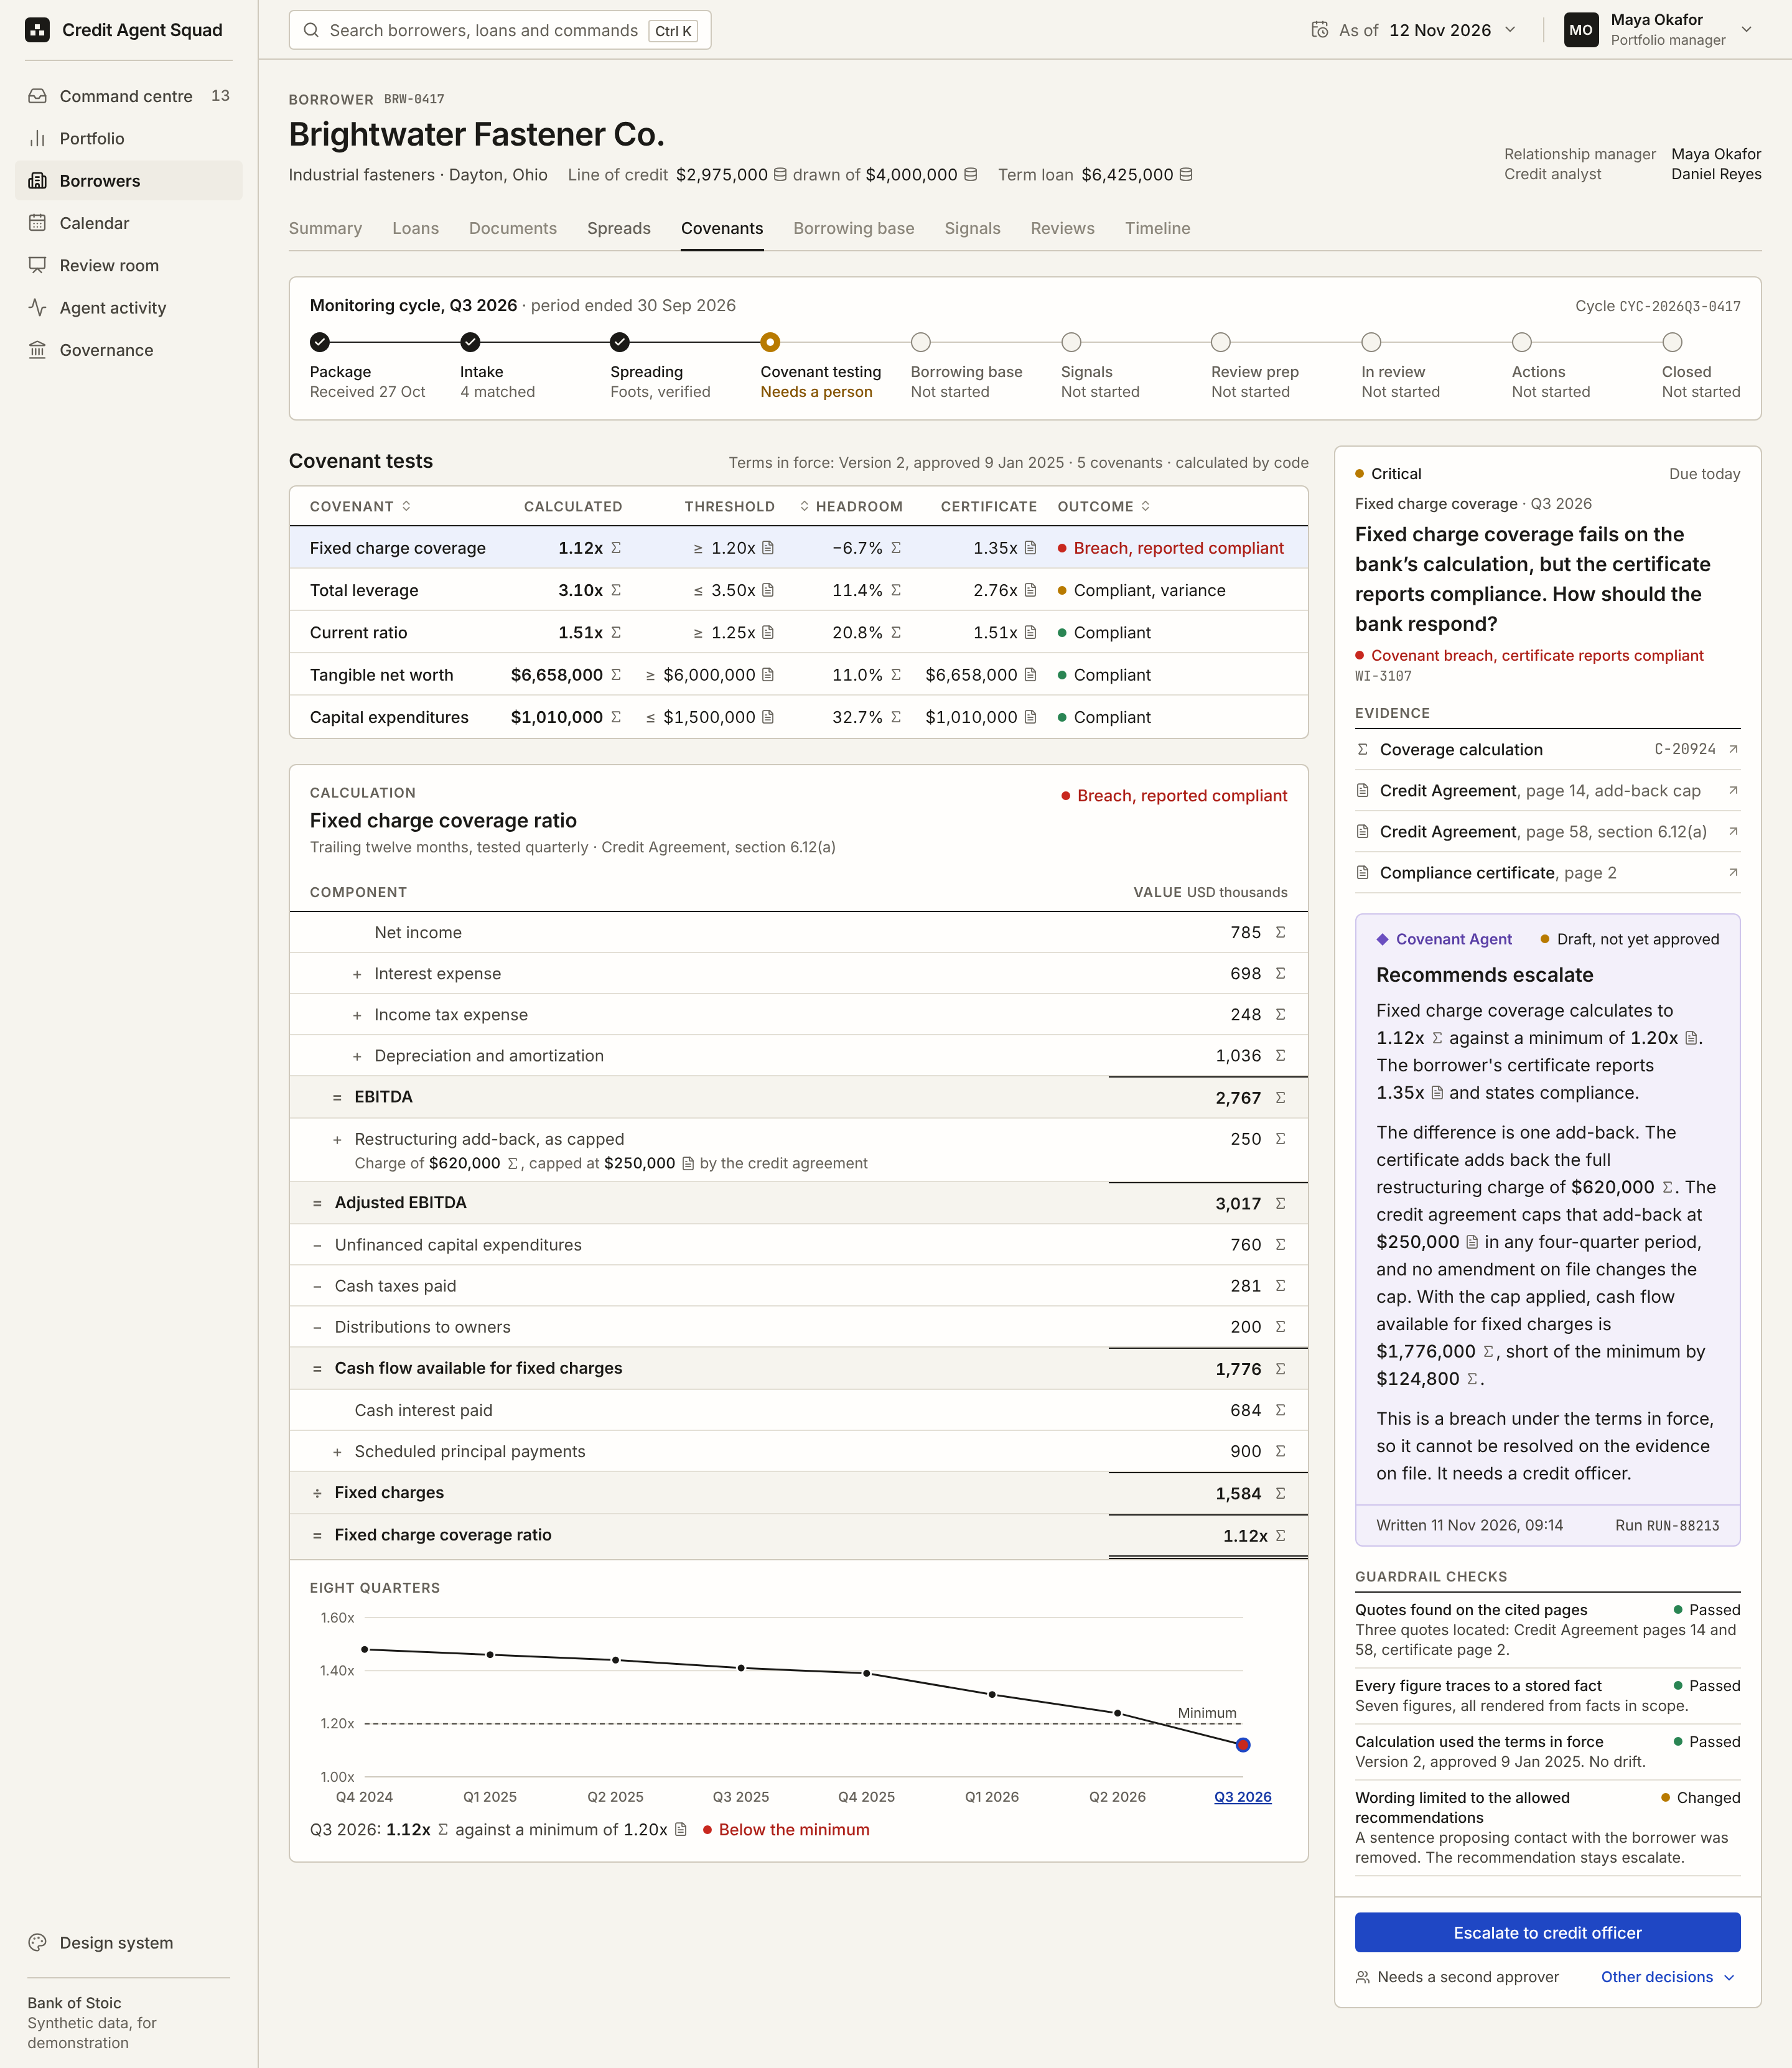 Credit Agent Squad
Search borrowers, loans and commands Ctrl K
As of 12 Nov 2026
MO
Maya Okafor
Portfolio manager
Command centre 13
Portfolio
Borrowers
Calendar
Review room
Agent activity
Governance
Design system
Bank of Stoic
Synthetic data, for
demonstration
BORROWER BRW-0417
Brightwater Fastener Co.
Industrial fasteners · Dayton, Ohio Line of credit $2,975,000 drawn of $4,000,000 Term loan $6,425,000
Relationship manager Maya Okafor
Credit analyst Daniel Reyes
Summary Loans Documents Spreads Covenants Borrowing base Signals Reviews Timeline
Monitoring cycle, Q3 2026 · period ended 30 Sep 2026
Cycle CYC-2026Q3-0417
Package
Received 27 Oct
Intake
4 matched
Spreading
Foots, verified
Covenant testing
Needs a person
Borrowing base
Not started
Signals
Not started
Review prep
Not started
In review
Not started
Actions
Not started
Closed
Not started
Covenant tests
Terms in force: Version 2, approved 9 Jan 2025 · 5 covenants · calculated by code
COVENANT CALCULATED THRESHOLD HEADROOM CERTIFICATE OUTCOME
Fixed charge coverage 1.12x Σ ≥ 1.20x −6.7% Σ 1.35x Breach, reported compliant
Total leverage 3.10x Σ ≤ 3.50x 11.4% Σ 2.76x Compliant, variance
Current ratio 1.51x Σ ≥ 1.25x 20.8% Σ 1.51x Compliant
Tangible net worth $6,658,000 Σ ≥ $6,000,000 11.0% Σ $6,658,000 Compliant
Capital expenditures $1,010,000 Σ ≤ $1,500,000 32.7% Σ $1,010,000 Compliant
CALCULATION
Breach, reported compliant
Fixed charge coverage ratio
Trailing twelve months, tested quarterly · Credit Agreement, section 6.12(a)
COMPONENT VALUE USD thousands
Net income 785 Σ
+ Interest expense 698 Σ
+ Income tax expense 248 Σ
+ Depreciation and amortization 1,036 Σ
= EBITDA 2,767 Σ
+ Restructuring add-back, as capped 250 Σ
Charge of $620,000 Σ, capped at $250,000 by the credit agreement
= Adjusted EBITDA 3,017 Σ
− Unfinanced capital expenditures 760 Σ
− Cash taxes paid 281 Σ
− Distributions to owners 200 Σ
= Cash flow available for fixed charges 1,776 Σ
Cash interest paid 684 Σ
+ Scheduled principal payments 900 Σ
÷ Fixed charges 1,584 Σ
= Fixed charge coverage ratio 1.12x Σ
EIGHT QUARTERS
1.60x
1.40x
1.20x
1.00x
Minimum
Q4 2024 Q1 2025 Q2 2025 Q3 2025 Q4 2025 Q1 2026 Q2 2026 Q3 2026
Q3 2026: 1.12x Σ against a minimum of 1.20x Below the minimum
Critical Due today
Fixed charge coverage · Q3 2026
Fixed charge coverage fails on the
bank’s calculation, but the certificate
reports compliance. How should the
bank respond?
Covenant breach, certificate reports compliant
WI-3107
EVIDENCE
Σ Coverage calculation C-20924
Credit Agreement, page 14, add-back cap
Credit Agreement, page 58, section 6.12(a)
Compliance certificate, page 2
Covenant Agent Draft, not yet approved
Recommends escalate
Fixed charge coverage calculates to
1.12x Σ against a minimum of 1.20x .
The borrower's certificate reports
1.35x and states compliance.
The difference is one add-back. The
certificate adds back the full
restructuring charge of $620,000 Σ. The
credit agreement caps that add-back at
$250,000 in any four-quarter period,
and no amendment on file changes the
cap. With the cap applied, cash flow
available for fixed charges is
$1,776,000 Σ, short of the minimum by
$124,800 Σ.
This is a breach under the terms in force,
so it cannot be resolved on the evidence
on file. It needs a credit officer.
Written 11 Nov 2026, 09:14 Run RUN-88213
GUARDRAIL CHECKS
Quotes found on the cited pages Passed
Three quotes located: Credit Agreement pages 14 and
58, certificate page 2.
Every figure traces to a stored fact Passed
Seven figures, all rendered from facts in scope.
Calculation used the terms in force Passed
Version 2, approved 9 Jan 2025. No drift.
Wording limited to the allowed Changed
recommendations
A sentence proposing contact with the borrower was
removed. The recommendation stays escalate.
Escalate to credit officer
Needs a second approver Other decisions